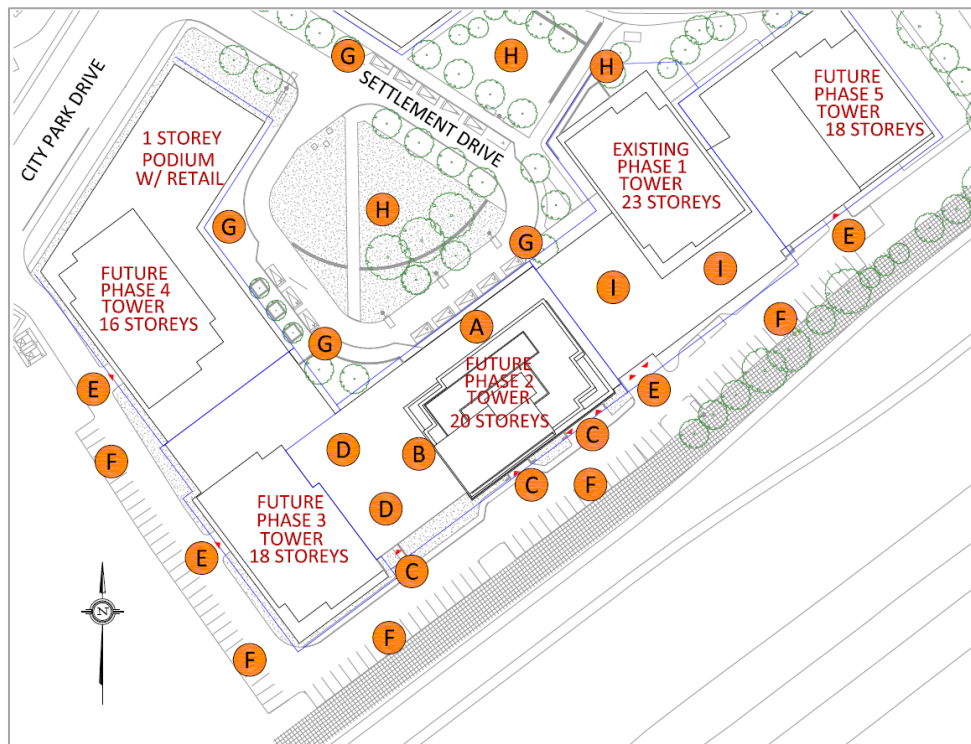 G
H
H
SETTLEMENT DRIVE
CITY PARK DRIVE
FUTURE
PHASE 5
TOWER
18 STOREYS
1 STOREY
PODIUM
W/ RETAIL
EXISTING
PHASE 1
TOWER
23 STOREYS
H
G
G
E
FUTURE
PHASE 4
TOWER
16 STOREYS
I
I
A
F
G
FUTURE
PHASE 2
TOWER
20 STOREYS
E
E
C
D
B
F
C
F
D
FUTURE
PHASE 3
TOWER
18 STOREYS
E
C
N
F
F